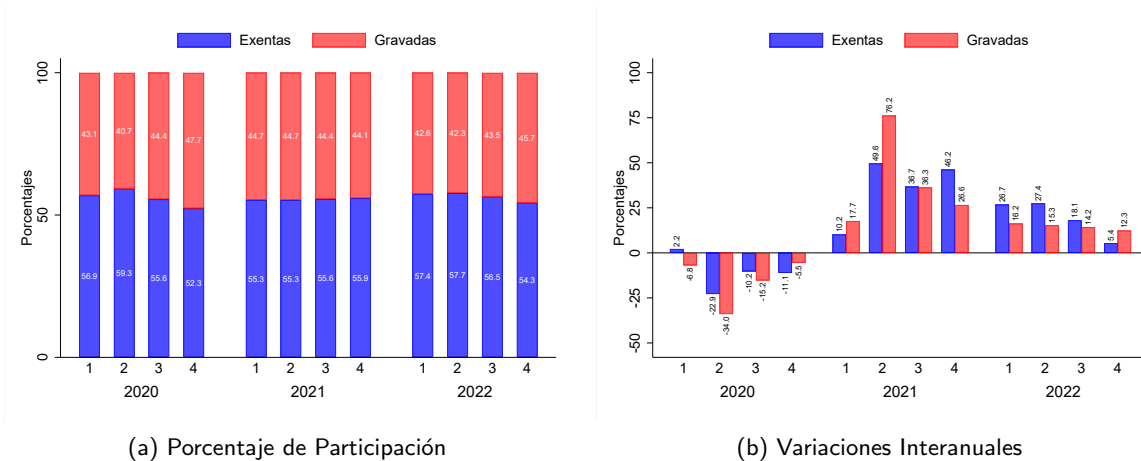 Exentas Gravadas
Porcentajes
100
50
0
43.1 40.7 44.4 47.7 44.7 44.7 44.4 44.1 42.6 42.3 43.5 45.7
56.9 59.3 55.6 52.3 55.3 55.3 55.6 55.9 57.4 57.7 56.5 54.3
1 2 3 4 1 2 3 4 1 2 3 4
2020 2021 2022
(a) Porcentaje de Participación
Exentas Gravadas
Porcentajes
100
75
50
25
0
-25
-50
2.2 -6.8 -22.9 -34.0 -10.2 -15.2 -11.1 -5.5 10.2 17.7 49.6 76.2 36.7 36.3 46.2 26.6 26.7 16.2 27.4 15.3 18.1 14.2 5.4 12.3
1 2 3 4 1 2 3 4 1 2 3 4
2020 2021 2022
(b) Variaciones Interanuales